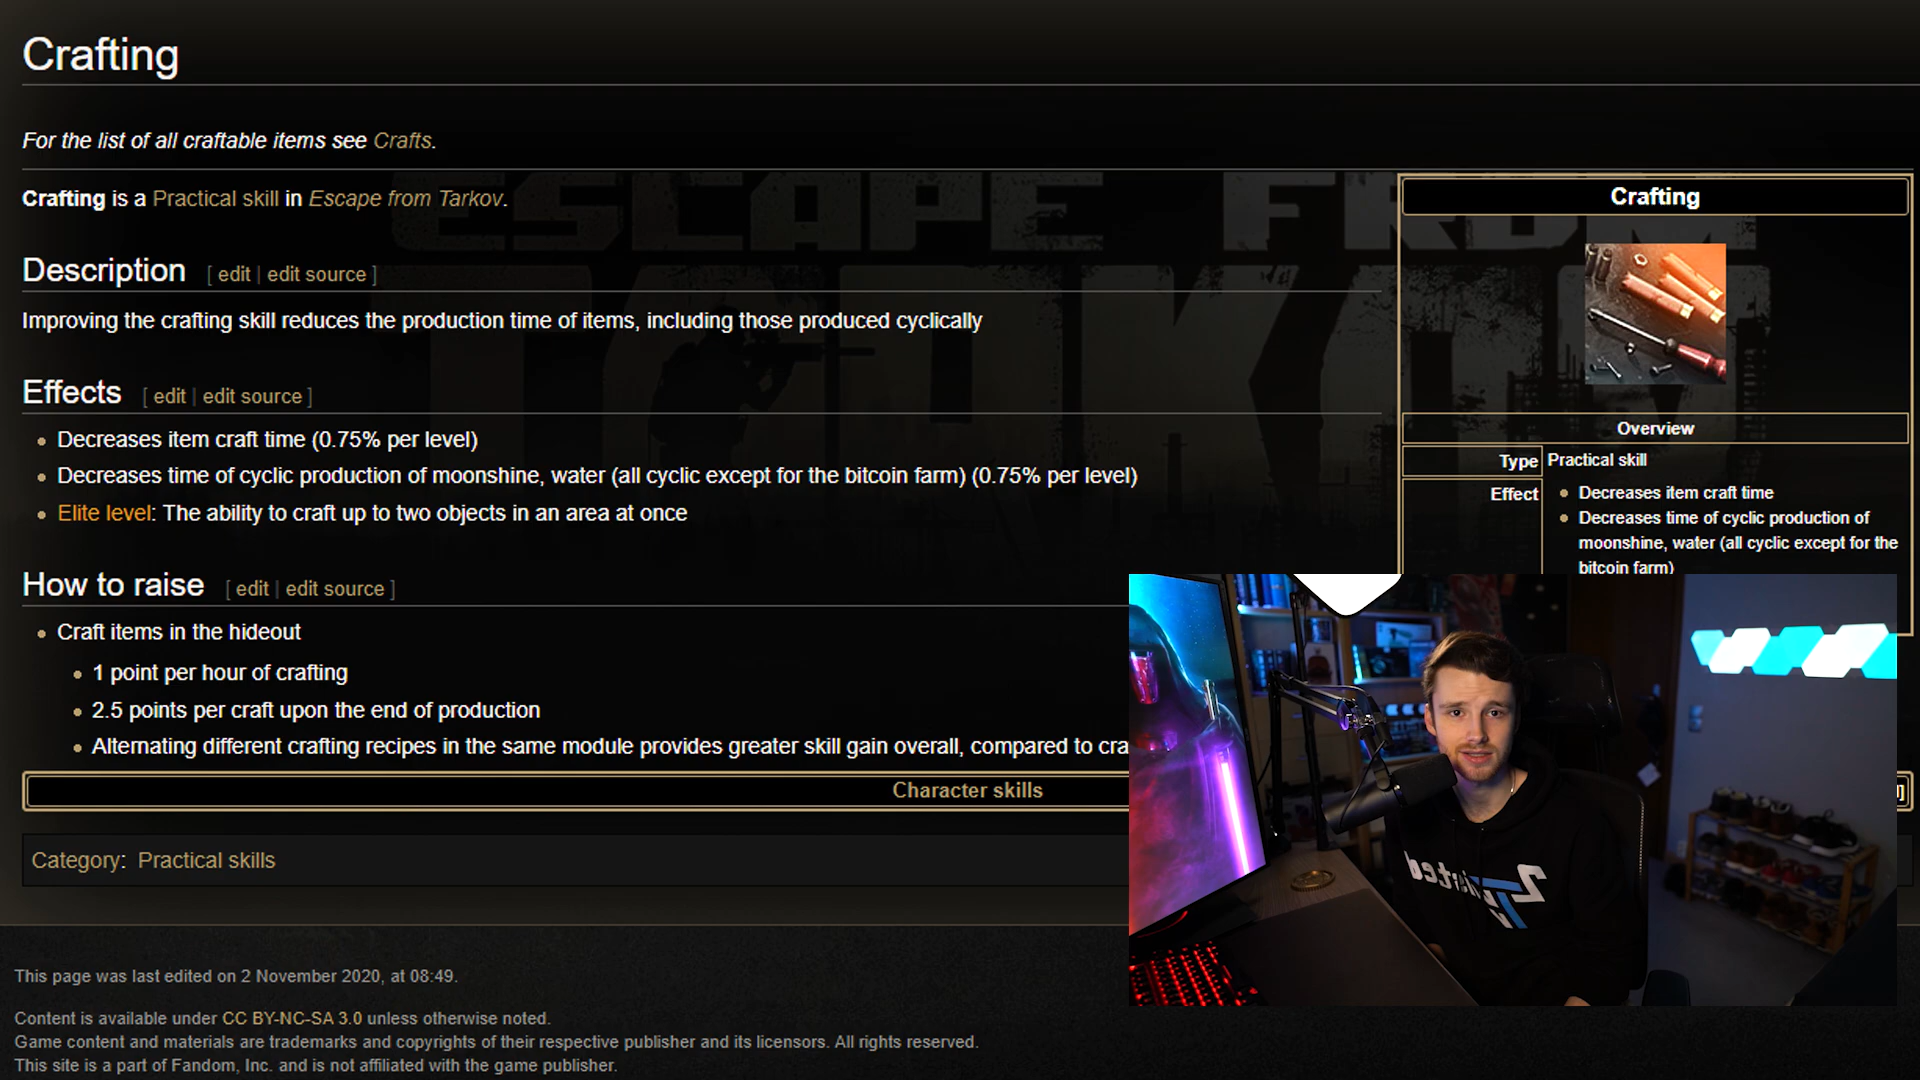 Crafting
For the list of all craftable items see Crafts.
Crafting is a Practical skill in Escape from Tarkov.
ESCAPE FROM
TARKOV
Description [ edit | edit source ]
Improving the crafting skill reduces the production time of items, including those produced cyclically
Effects [ edit | edit source ]
Decreases item craft time (0.75% per level)
Decreases time of cyclic production of moonshine, water (all cyclic except for the bitcoin farm) (0.75% per level)
Elite level: The ability to craft up to two objects in an area at once
How to raise [ edit | edit source ]
Craft items in the hideout
1 point per hour of crafting
2.5 points per craft upon the end of production
Alternating different crafting recipes in the same module provides greater skill gain overall, compared to cra
Crafting
Overview
Type Practical skill
Effect
Decreases item craft time
Decreases time of cyclic production of
moonshine, water (all cyclic except for the
bitcoin farm)
Twisted
Character skills
Category: Practical skills
This page was last edited on 2 November 2020, at 08:49.
Content is available under CC BY-NC-SA 3.0 unless otherwise noted.
Game content and materials are trademarks and copyrights of their respective publisher and its licensors. All rights reserved.
This site is a part of Fandom, Inc. and is not affiliated with the game publisher.